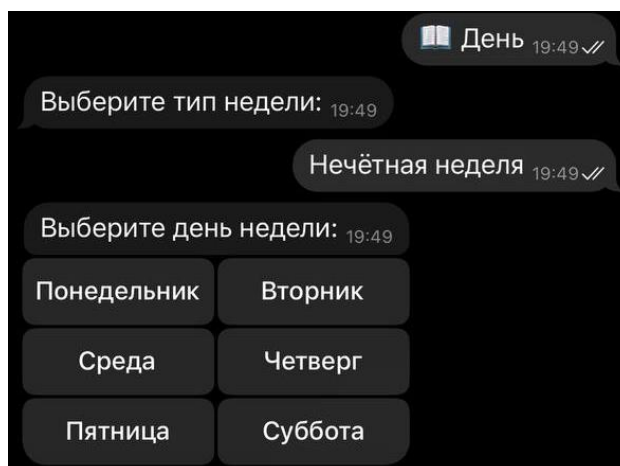 📖 День 19:49
Выберите тип недели: 19:49
Нечётная неделя 19:49
Выберите день недели: 19:49
Понедельник Вторник
Среда Четверг
Пятница Суббота